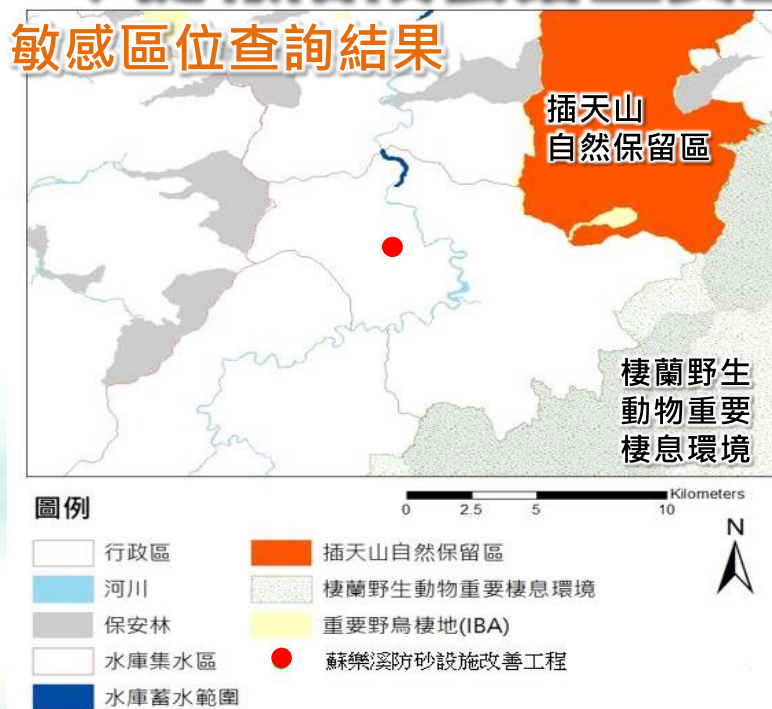 敏感區位查詢結果
插天山
自然保留區
棲蘭野生
動物重要
棲息環境
圖例
Kilometers
0 2.5 5 10
N
行政區
河川
保安林
水庫集水區
水庫蓄水範圍
插天山自然保留區
棲蘭野生動物重要棲息環境
重要野鳥棲地(IBA)
蘇樂溪防砂設施改善工程